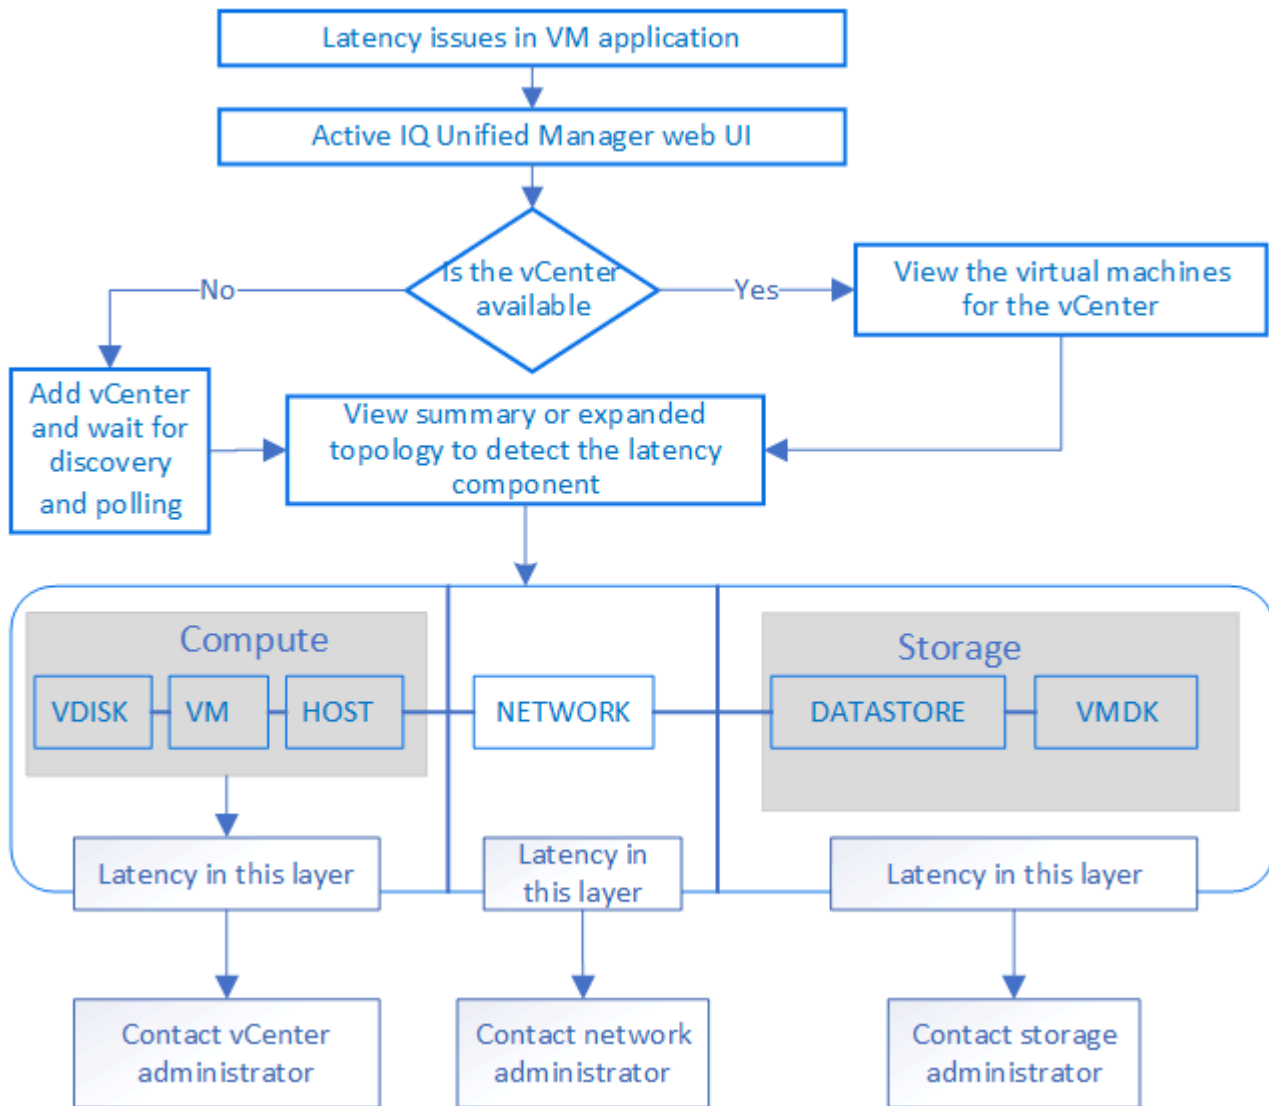 Latency issues in VM application
Active IQ Unified Manager web UI
Is the vCenter
available
No
Yes
View the virtual machines
for the vCenter
Add vCenter
and wait for
discovery
and polling
View summary or expanded
topology to detect the latency
component
Compute
Storage
VDISK
VM
HOST
NETWORK
DATASTORE
VMDK
Latency in this layer
Latency in
this layer
Latency in this layer
Contact vCenter
administrator
Contact network
administrator
Contact storage
administrator